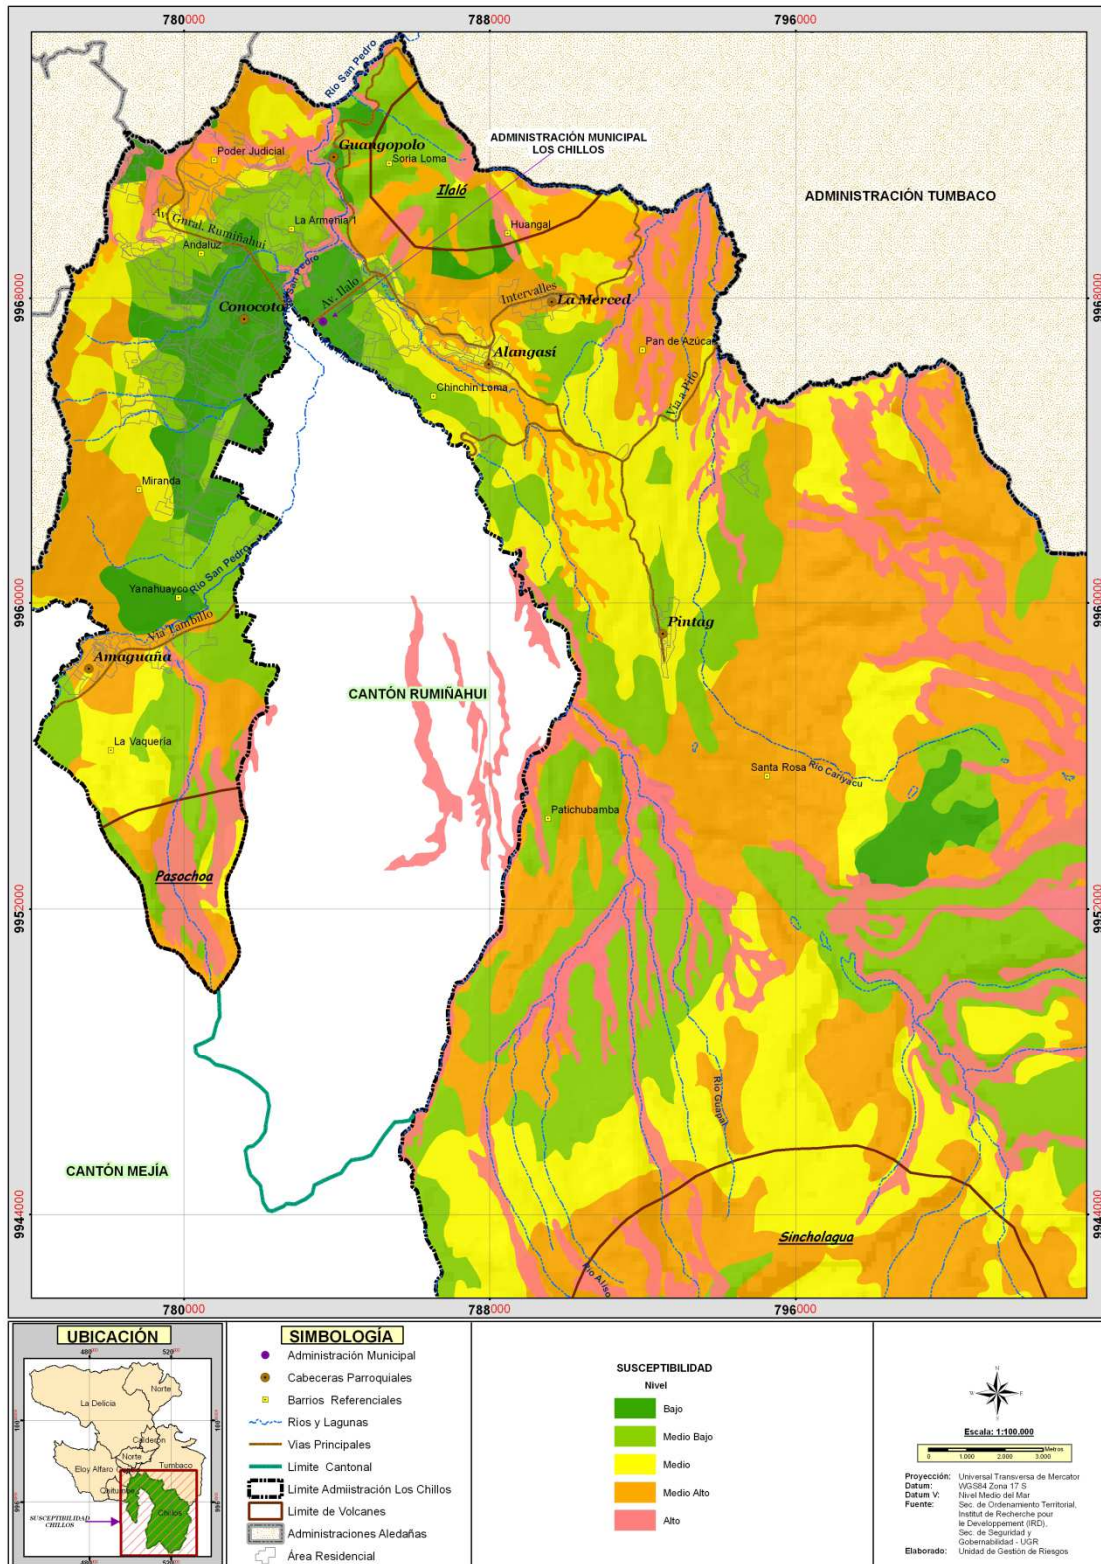 780000
788000
796000
Río San Pedro
ADMINISTRACIÓN MUNICIPAL
LOS CHILLOS
Poder Judicial
Guangopolo
Soria Loma
Ilaló
ADMINISTRACIÓN TUMBACO
La Armenia 1
Huangal
Av. Gnral. Rumiñahui
Andaluz
9968000
9968000
Conocoto
Av. Ilalo
Intervalles
La Merced
Alangasí
Pan de Azúcar
Chinchin Loma
Vía a Pifo
Miranda
Yanahuayco
Río San Pedro
9960000
9960000
Vía Tambillo
Amaguaña
Pintag
CANTÓN RUMIÑAHUI
La Vaquería
Santa Rosa
Río Cariyacu
Patichubamba
Pasochoa
9952000
9952000
Río Guapal
CANTÓN MEJÍA
9944000
9944000
Sincholagua
Río Aliso
780000
788000
796000
UBICACIÓN
La Delicia
Norte
Calderón
Norte
Eloy Alfaro
Tumbaco
Quitumbe
Chillos
SUSCEPTIBILIDAD
CHILLOS
SIMBOLOGÍA
Administración Municipal
Cabeceras Parroquiales
Barrios Referenciales
Rios y Lagunas
Vias Principales
Límite Cantonal
Límite Admiistración Los Chillos
Límite de Volcanes
Administraciones Aledañas
Área Residencial
SUSCEPTIBILIDAD
Nivel
Bajo
Medio Bajo
Medio
Medio Alto
Alto
Escala: 1:100.000
0 1.000 2.000 3.000 Metros
Proyección: Universal Transversa de Mercator
Datum: WGS84 Zona 17 S
Datum V: Nivel Medio del Mar
Fuente: Sec. de Ordenamiento Territorial,
Institut de Recherche pour
le Developpement (IRD),
Sec. de Seguridad y
Gobernabilidad - UGR
Elaborado: Unidad de Gestión de Riesgos